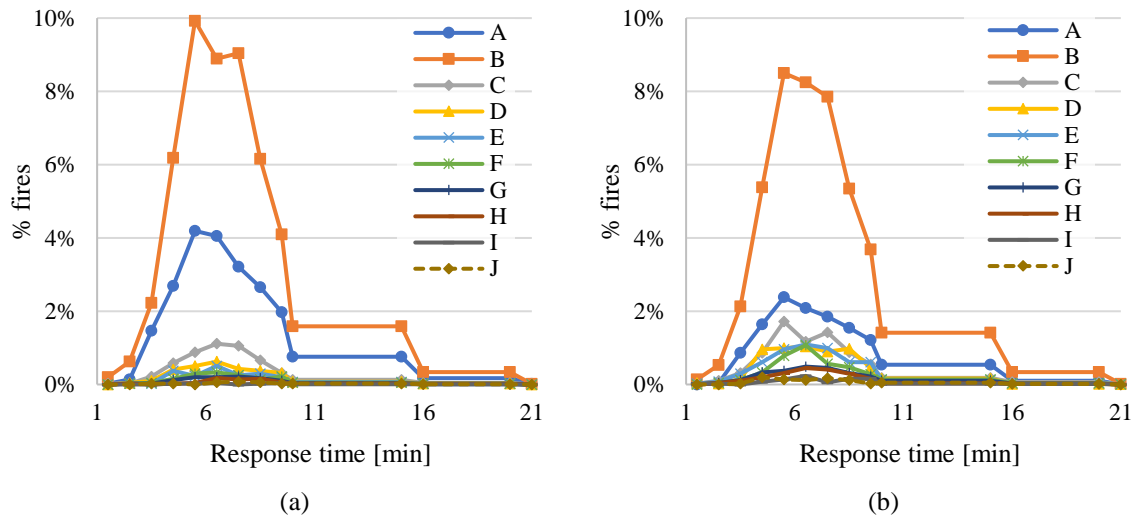 10%
8%
6%
4%
2%
0%
% fires
A
B
C
D
E
F
G
H
I
J
1
6
11
16
21
Response time [min]
(a)
10%
8%
6%
4%
2%
0%
% fires
A
B
C
D
E
F
G
H
I
J
1
6
11
16
21
Response time [min]
(b)